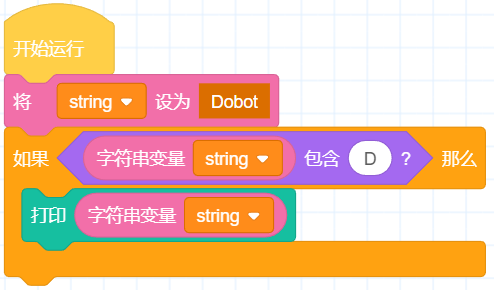 开始运行
将 string 设为 Dobot
如果 字符串变量 string 包含 D ? 那么
打印 字符串变量 string